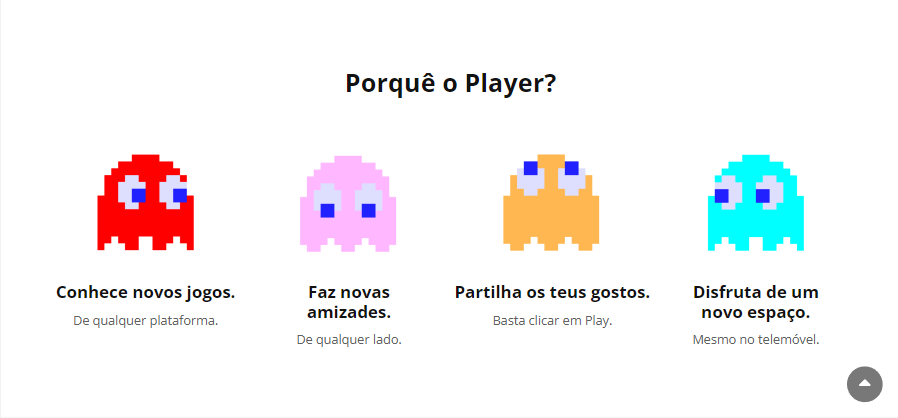 Porquê o Player?
Conhece novos jogos.
De qualquer plataforma.
Faz novas
amizades.
De qualquer lado.
Partilha os teus gostos.
Basta clicar em Play.
Disfruta de um
novo espaço.
Mesmo no telemóvel.